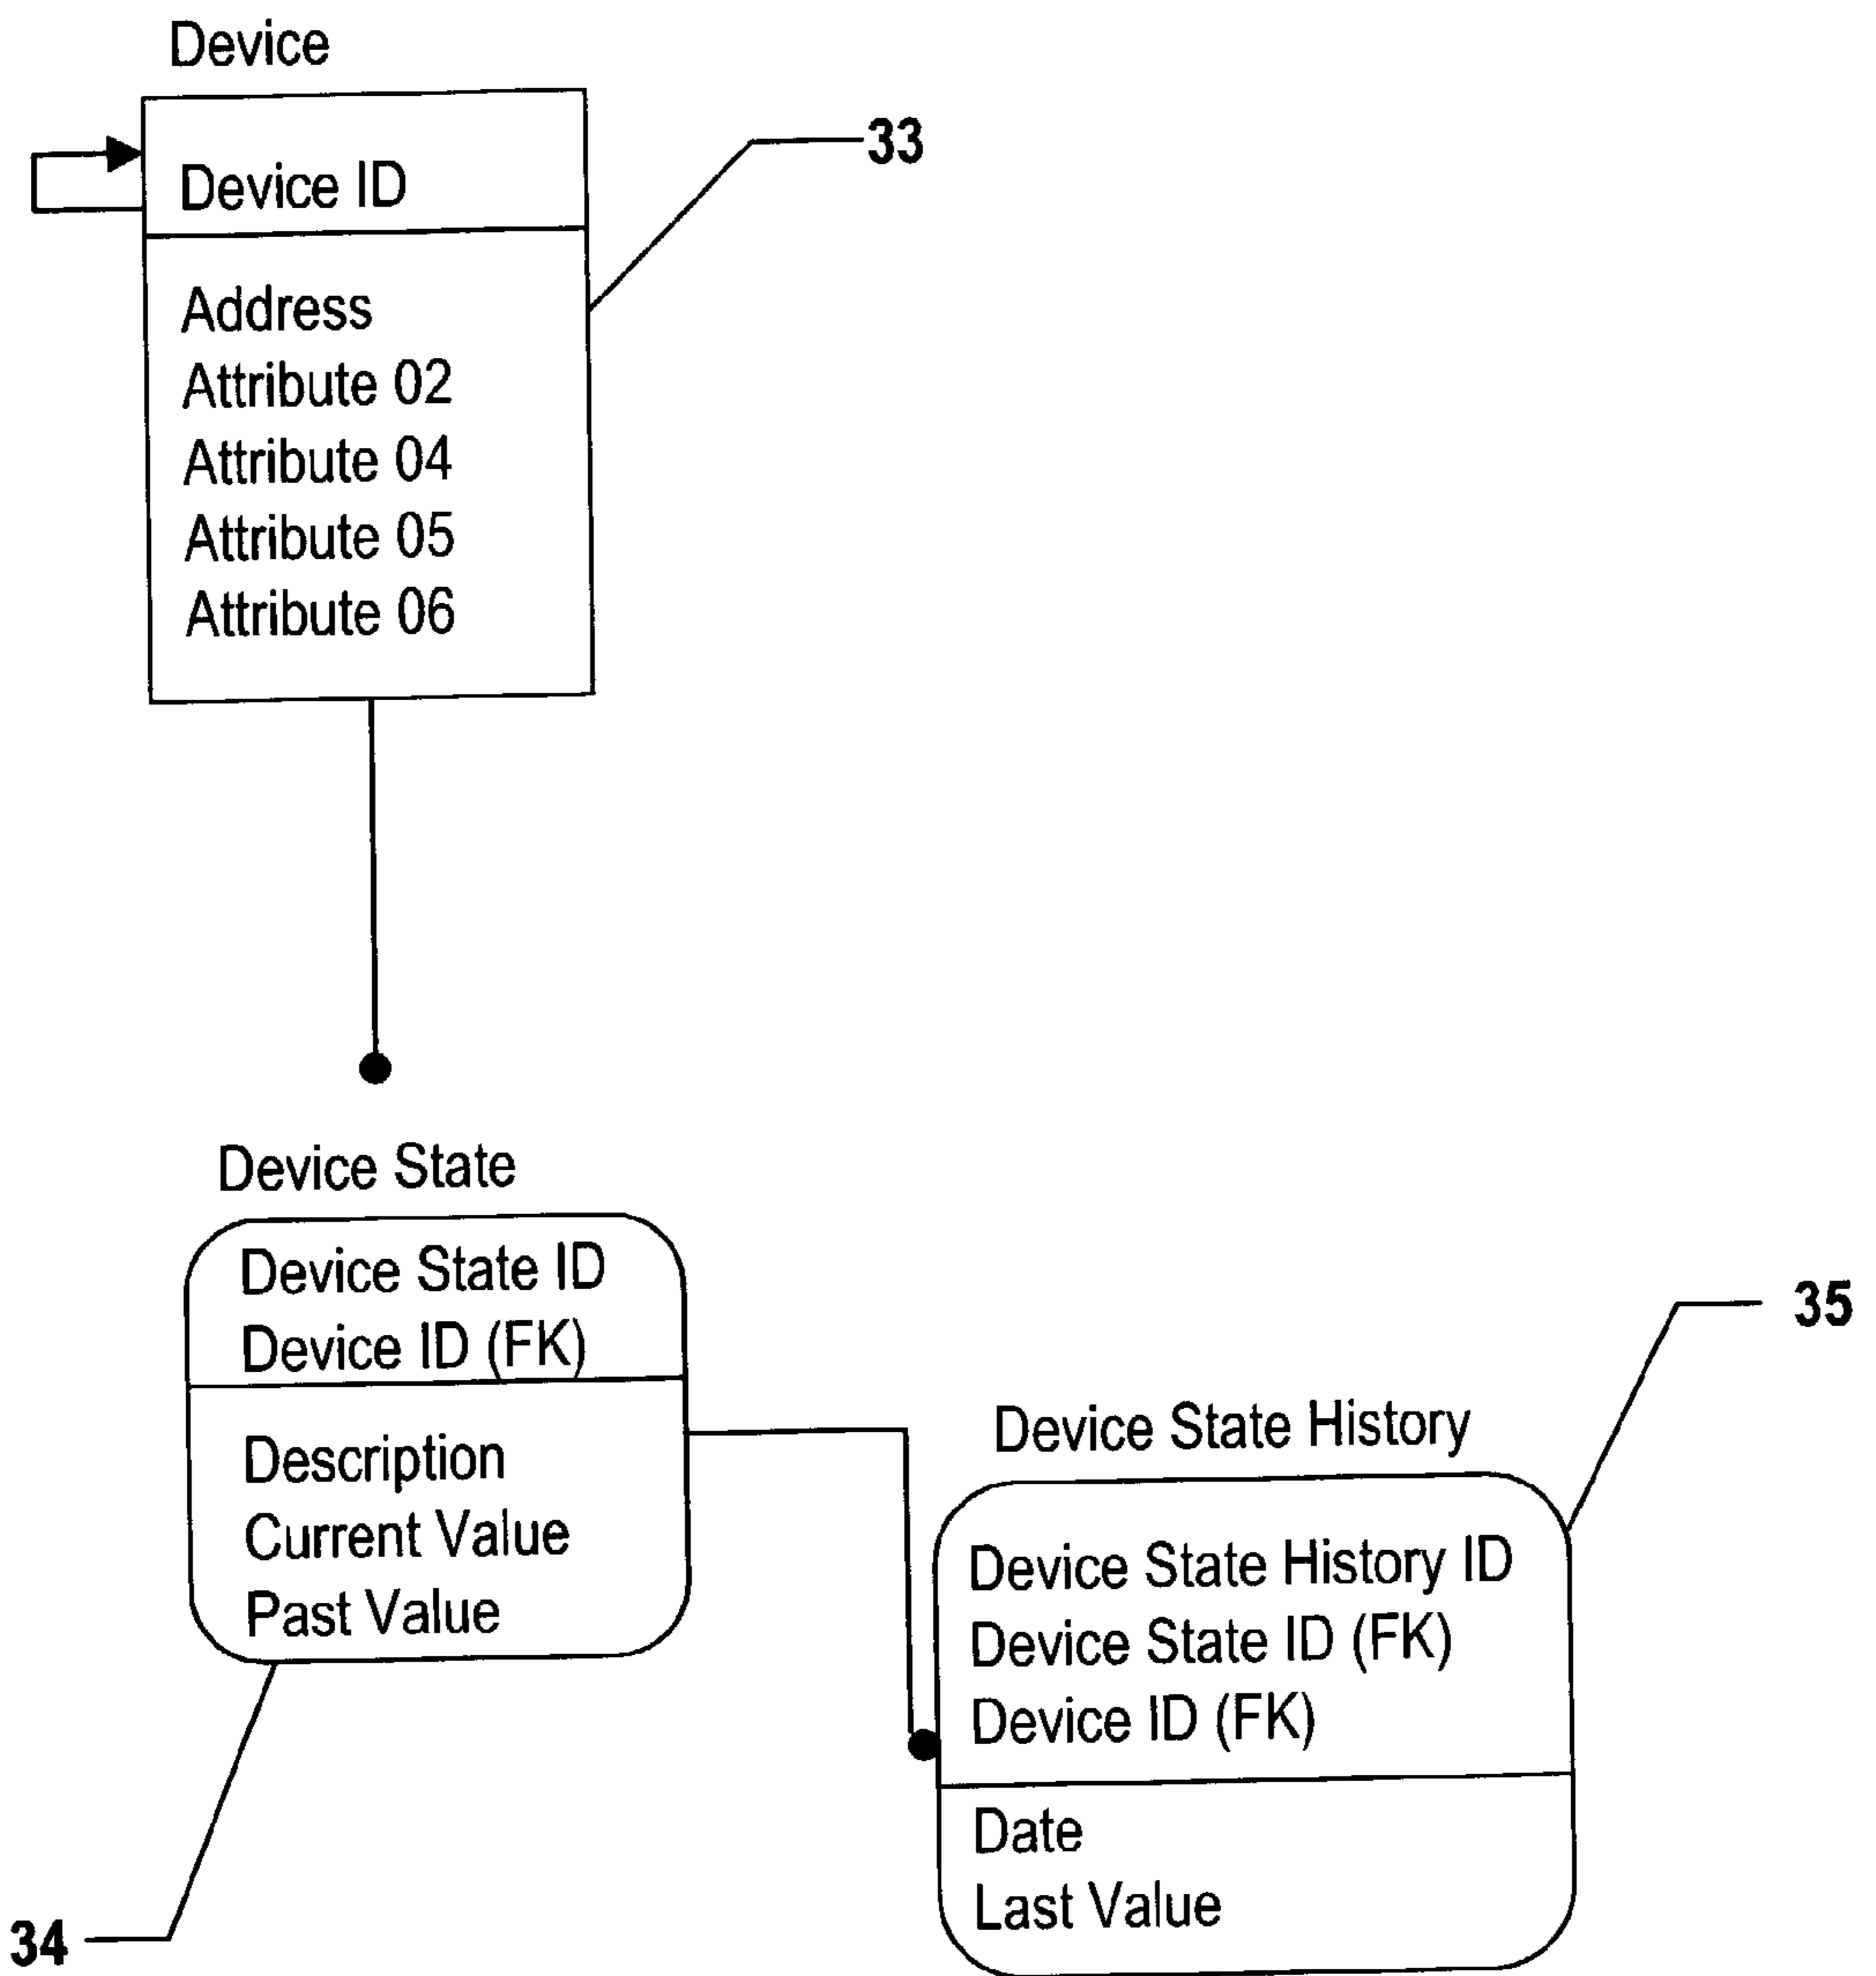 Device
33
Device ID
Address
Attribute 02
Attribute 04
Attribute 05
Attribute 06
Device State
Device State ID
Device ID (FK)
Description
Current Value
Past Value
34
35
Device State History
Device State History ID
Device State ID (FK)
Device ID (FK)
Date
Last Value